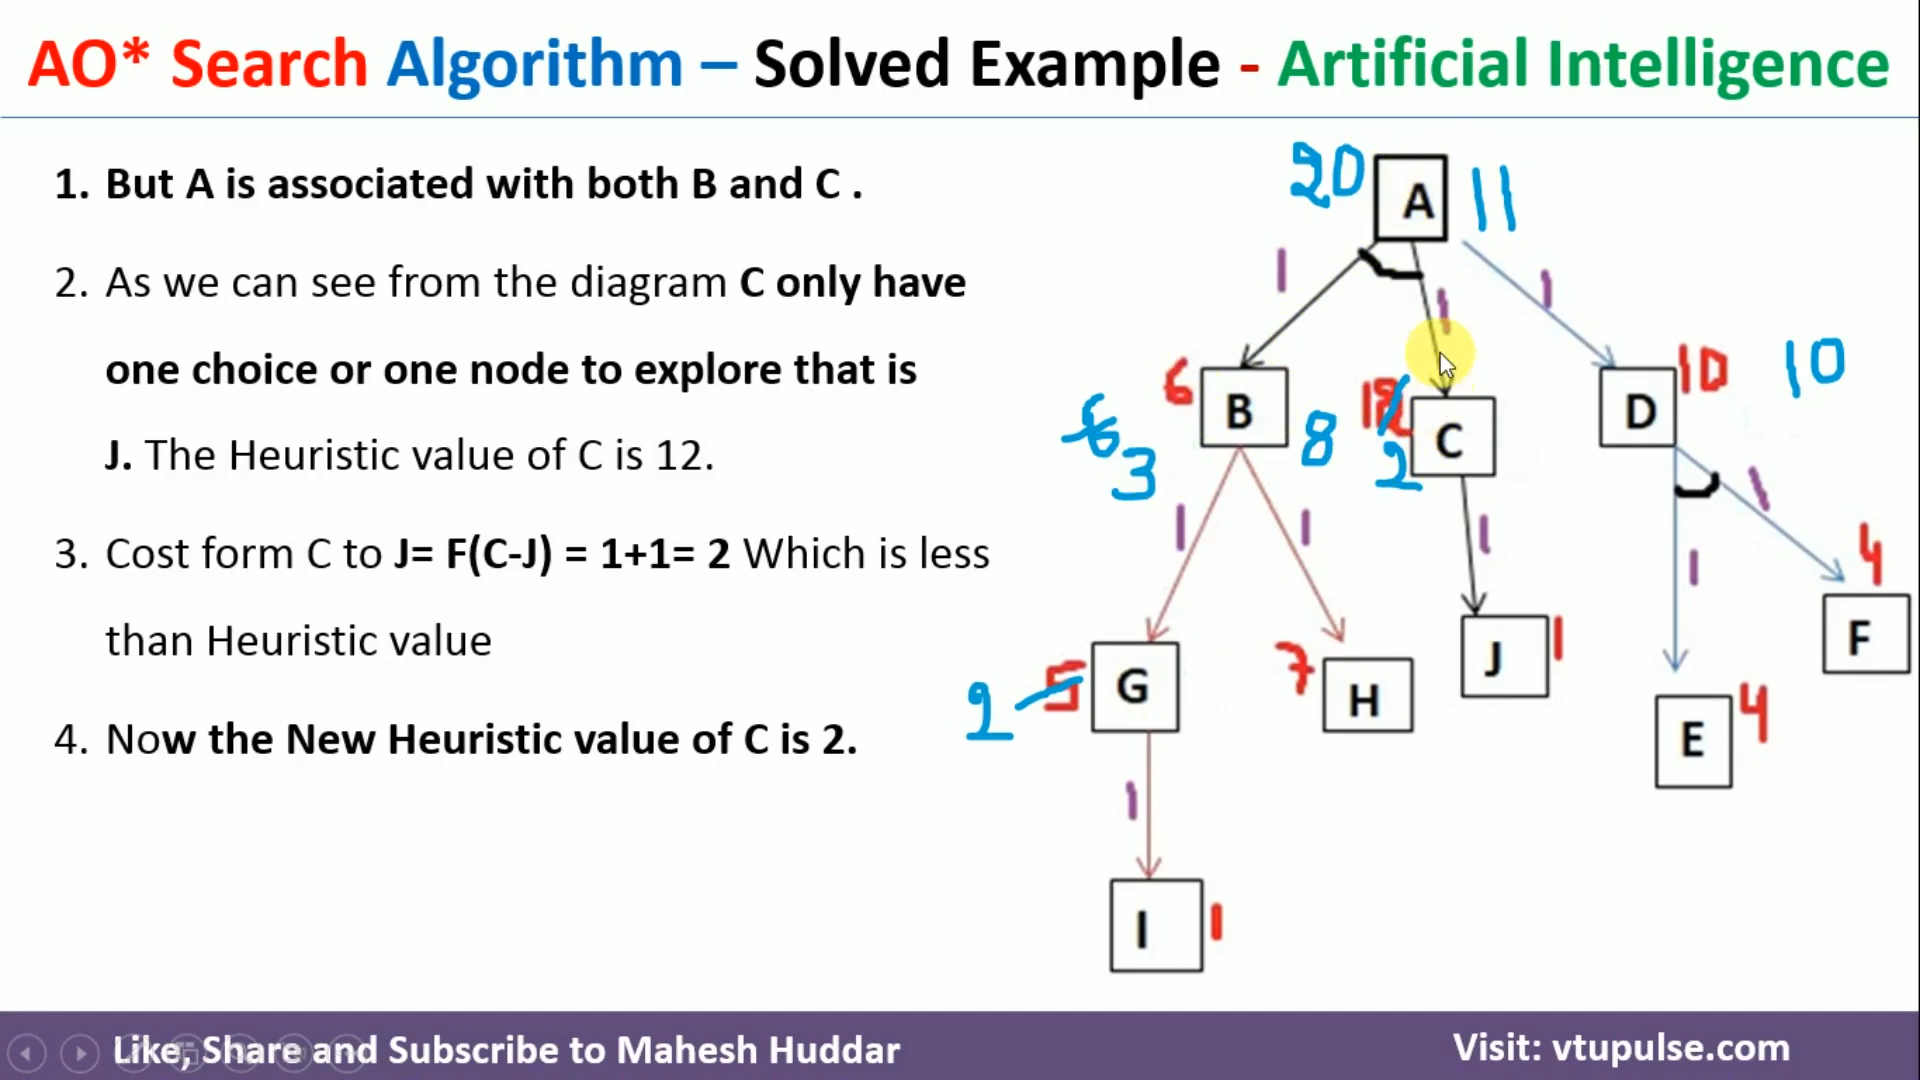 AO* Search Algorithm – Solved Example - Artificial Intelligence
1. But A is associated with both B and C .
2. As we can see from the diagram C only have
one choice or one node to explore that is
J. The Heuristic value of C is 12.
3. Cost form C to J= F(C-J) = 1+1= 2 Which is less
than Heuristic value
4. Now the New Heuristic value of C is 2.
20 A 11
1 1 1
6 B 8 12 C D 10 10
6
3 2
1 1 1 1 1
2 5 G 7 H J 1 F 4
E 4
1
I 1
Like, Share and Subscribe to Mahesh Huddar
Visit: vtupulse.com